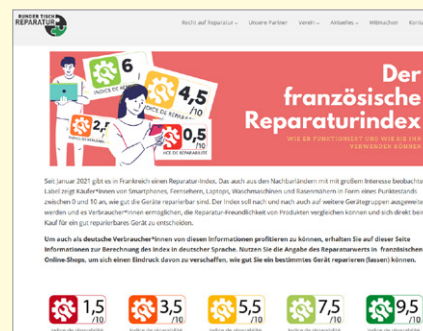 RUNDER TISCH
REPARATUR
Recht auf Reparatur Unsere Partner Verein Aktuelles Mitmachen Konta
6
INDICE DE RÉPARABILITÉ
4,5
/10
2,
0,5
/10
ICE DE RÉPARABILITÉ
Der
französische
Reparaturindex
WIE ER FUNKTIONIERT UND WIE SIE IHN
VERWENDEN KÖNNEN
Seit Januar 2021 gibt es in Frankreich einen Reparatur-Index. Das auch aus den Nachbarländern mit mit großem Interesse beobachte
Label zeigt Käufer*innen von Smartphones, Fernsehern, Laptops, Waschmaschinen und Rasenmähern in Form eines Punktestands
zwischen 0 und 10 an, wie gut die Geräte reparierbar sind. Der Index soll nach und nach auch auf weitere Gerätegruppen ausgeweitet
werden und es Verbraucher*innen ermöglichen, die Reparatur-Freundlichkeit von Produkten vergleichen können und sich direkt beim
Kauf für ein gut reparierbares Gerät zu entscheiden.
Um auch als deutsche Verbraucher*innen von diesen Informationen profitieren zu können, erhalten Sie auf dieser Seite
Informationen zur Berechnung des Index in deutscher Sprache. Nutzen Sie die Angabe des Reparaturwerts in französischen
Online-Shops, um sich einen Eindruck davon zu verschaffen, wie gut Sie ein bestimmtes Gerät reparieren (lassen) können.
1,5 3,5 5,5 7,5 9,5
/10 /10 /10 /10 /10